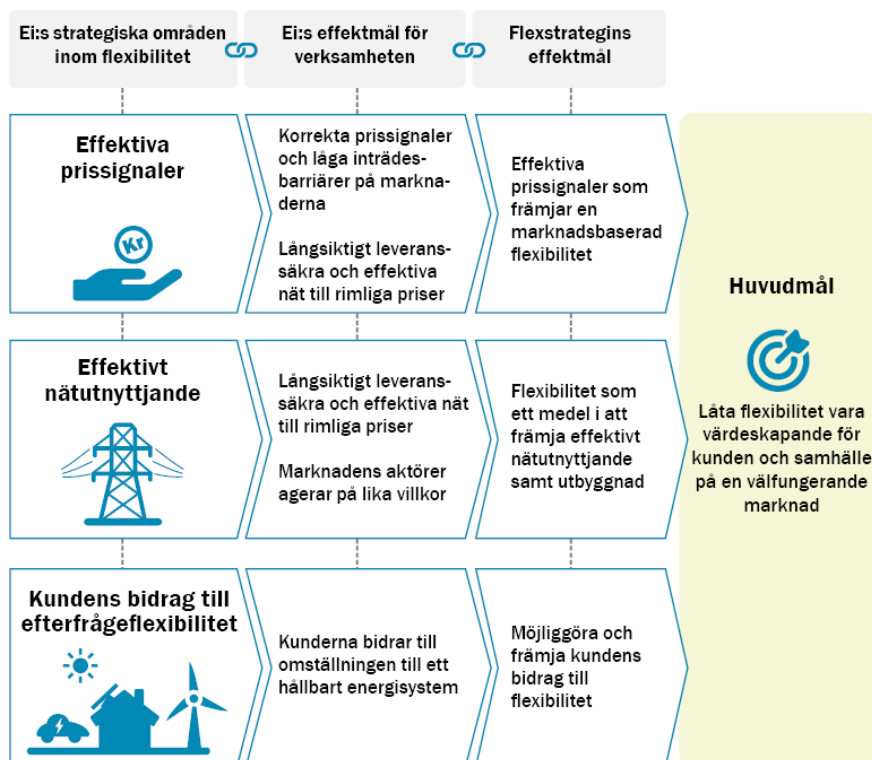 Ei:s strategiska områden
inom flexibilitet
Ei:s effektmål för
verksamheten
Flexstrategins
effektmål
Effektiva
prissignaler
Kr
Korrekta prissignaler
och låga inträdes-
barriärer på markna-
derna
Långsiktigt leverans-
säkra och effektiva
nät till rimliga priser
Effektiva
prissignaler som
främjar en
marknadsbaserad
flexibilitet
Effektivt
nätutnyttjande
Långsiktigt leverans-
säkra och effektiva nät
till rimliga priser
Marknadens aktörer
agerar på lika villkor
Flexibilitet som
ett medel i att
främja effektivt
nätutnyttjande
samt utbyggnad
Kundens bidrag till
efterfrågeflexibilitet
Kunderna bidrar till
omställningen till ett
hållbart energisystem
Möjliggöra och
främja kundens
bidrag till
flexibilitet
Huvudmål
Låta flexibilitet vara
värdeskapande för
kunden och samhälle
på en välfungerande
marknad